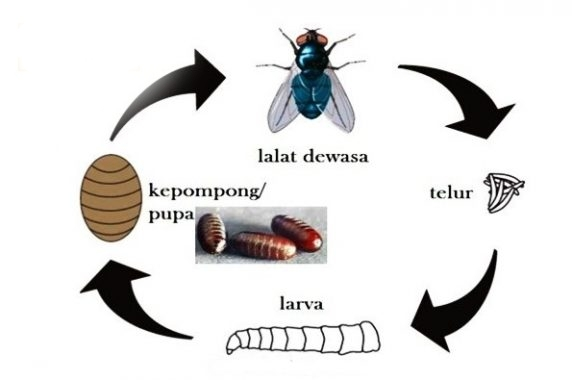 lalat dewasa
telur
larva
kepompong/
pupa